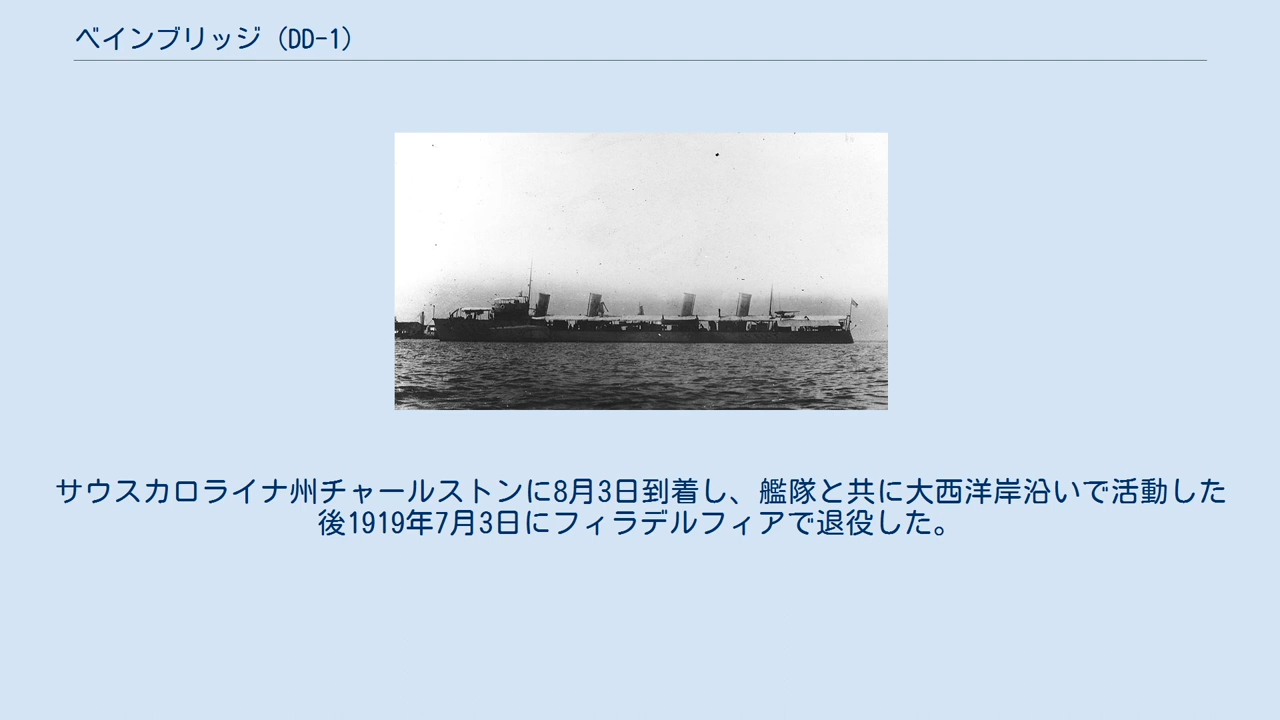 ベインブリッジ（DD-1）
サウスカロライナ州チャールストンに8月3日到着し、艦隊と共に大西洋岸沿いで活動した
後1919年7月3日にフィラデルフィアで退役した。